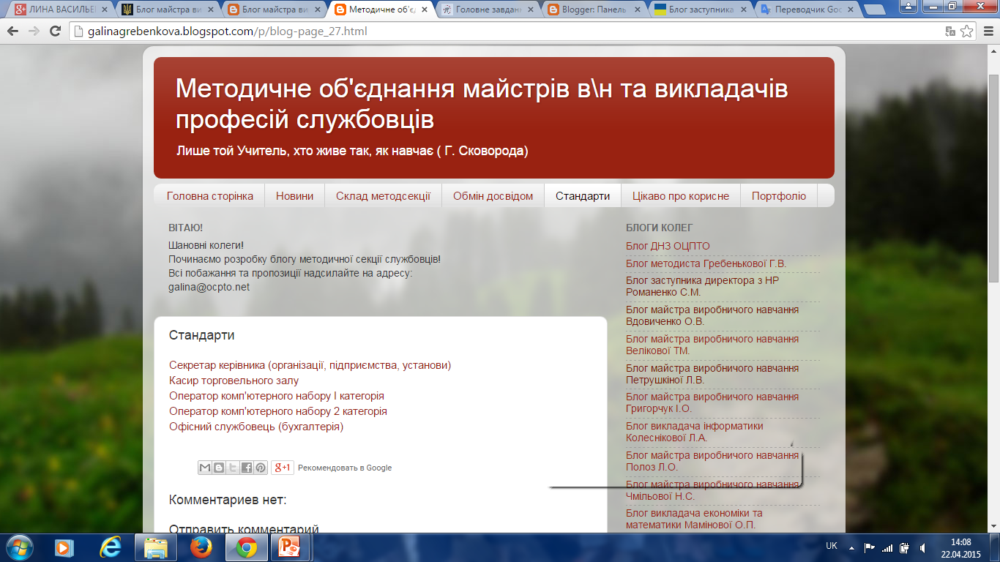 ЛИНА ВАСИЛЬЕ
Блог майстра ви
Блог майстра ви
Методичне об'єд
Головне завдан
Blogger: Панель
Блог заступника
Переводчик Goo
galinagrebenkova.blogspot.com/p/blog-page_27.html
Методичне об'єднання майстрів в\н та викладачів
професій службовців
Лише той Учитель, хто живе так, як навчає ( Г. Сковорода)
Головна сторінка
Новини
Склад методсекції
Обмін досвідом
Стандарти
Цікаво про корисне
Портфоліо
ВІТАЮ!
Шановні колеги!
Починаємо розробку блогу методичної секції службовців!
Всі побажання та пропозиції надсилайте на адресу:
galina@ocpto.net
Стандарти
Секретар керівника (організації, підприємства, установи)
Касир торговельного залу
Оператор комп'ютерного набору І категорія
Оператор комп'ютерного набору 2 категорія
Офісний службовець (бухгалтерія)
g+1 Рекомендовать в Google
Комментариев нет:
Отправить комментарий
БЛОГИ КОЛЕГ
Блог ДНЗ ОЦПТО
Блог методиста Гребенькової Г.В.
Блог заступника директора з НР
Романенко С.М.
Блог майстра виробничого навчання
Вдовиченко О.В.
Блог майстра виробничого навчання
Велікової ТМ.
Блог майстра виробничого навчання
Петрушкіної Л.В.
Блог майстра виробничого навчання
Григорчук І.О.
Блог викладача інформатики
Колеснікової Л.А.
Блог майстра виробничого навчання
Полоз Л.О.
Блог майстра виробничого навчання
Чмільової Н.С.
Блог викладача економіки та
математики Мамінової О.П.
UK
14:08
22.04.2015